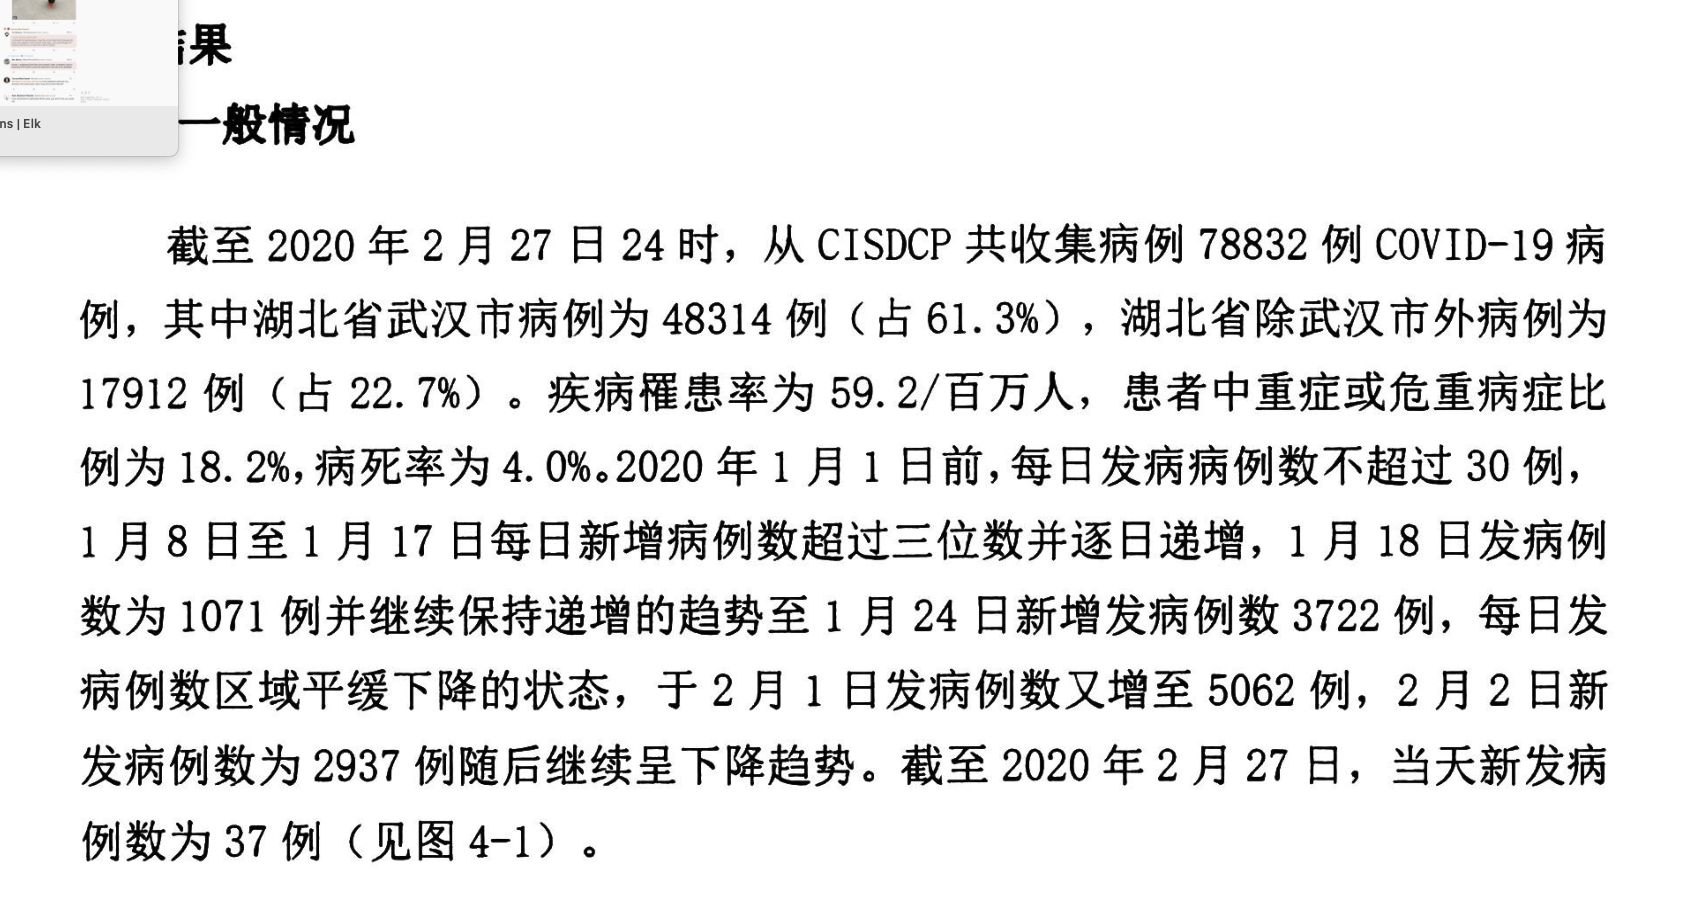 果
一般情况
ns | Elk
截至 2020 年 2 月 27 日 24 时，从 CISDCP 共收集病例 78832 例 COVID-19 病
例，其中湖北省武汉市病例为 48314 例（占 61.3%），湖北省除武汉市外病例为
17912 例（占 22.7%）。疾病罹患率为 59.2/百万人，患者中重症或危重病症比
例为 18.2%,病死率为 4.0%。2020 年 1 月 1 日前,每日发病病例数不超过 30 例，
1 月 8 日至 1 月 17 日每日新增病例数超过三位数并逐日递增，1 月 18 日发病例
数为 1071 例并继续保持递增的趋势至 1 月 24 日新增发病例数 3722 例，每日发
病例数区域平缓下降的状态，于 2 月 1 日发病例数又增至 5062 例，2 月 2 日新
发病例数为 2937 例随后继续呈下降趋势。截至 2020 年 2 月 27 日，当天新发病
例数为 37 例（见图 4-1）。